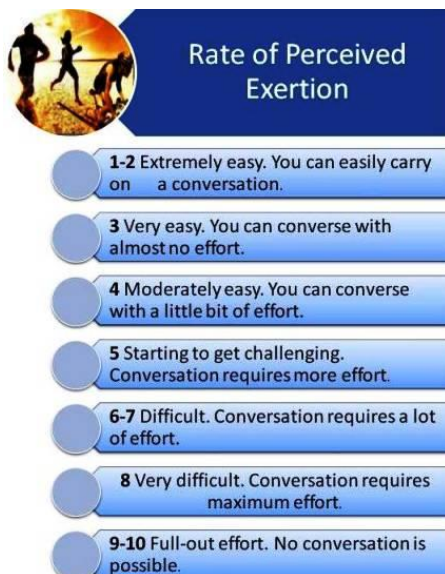 Rate of Perceived
Exertion
1-2 Extremely easy. You can easily carry
on a conversation.
3 Very easy. You can converse with
almost no effort.
4 Moderately easy. You can converse
with a little bit of effort.
5 Starting to get challenging.
Conversation requires more effort.
6-7 Difficult. Conversation requires a lot
of effort.
8 Very difficult. Conversation requires
maximum effort.
9-10 Full-out effort. No conversation is
possible.